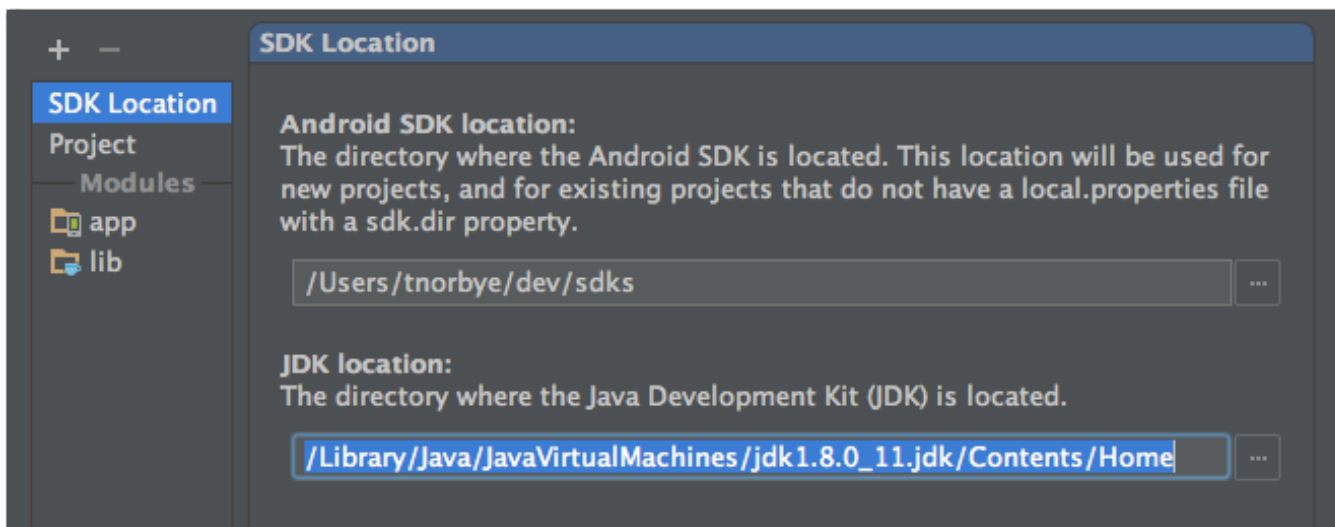 SDK Location
Project
Modules
app
lib
SDK Location
Android SDK location:
The directory where the Android SDK is located. This location will be used for
new projects, and for existing projects that do not have a local.properties file
with a sdk.dir property.
/Users/tnorbye/dev/sdks
...
JDK location:
The directory where the Java Development Kit (JDK) is located.
/Library/Java/JavaVirtualMachines/jdk1.8.0_11.jdk/Contents/Home
...